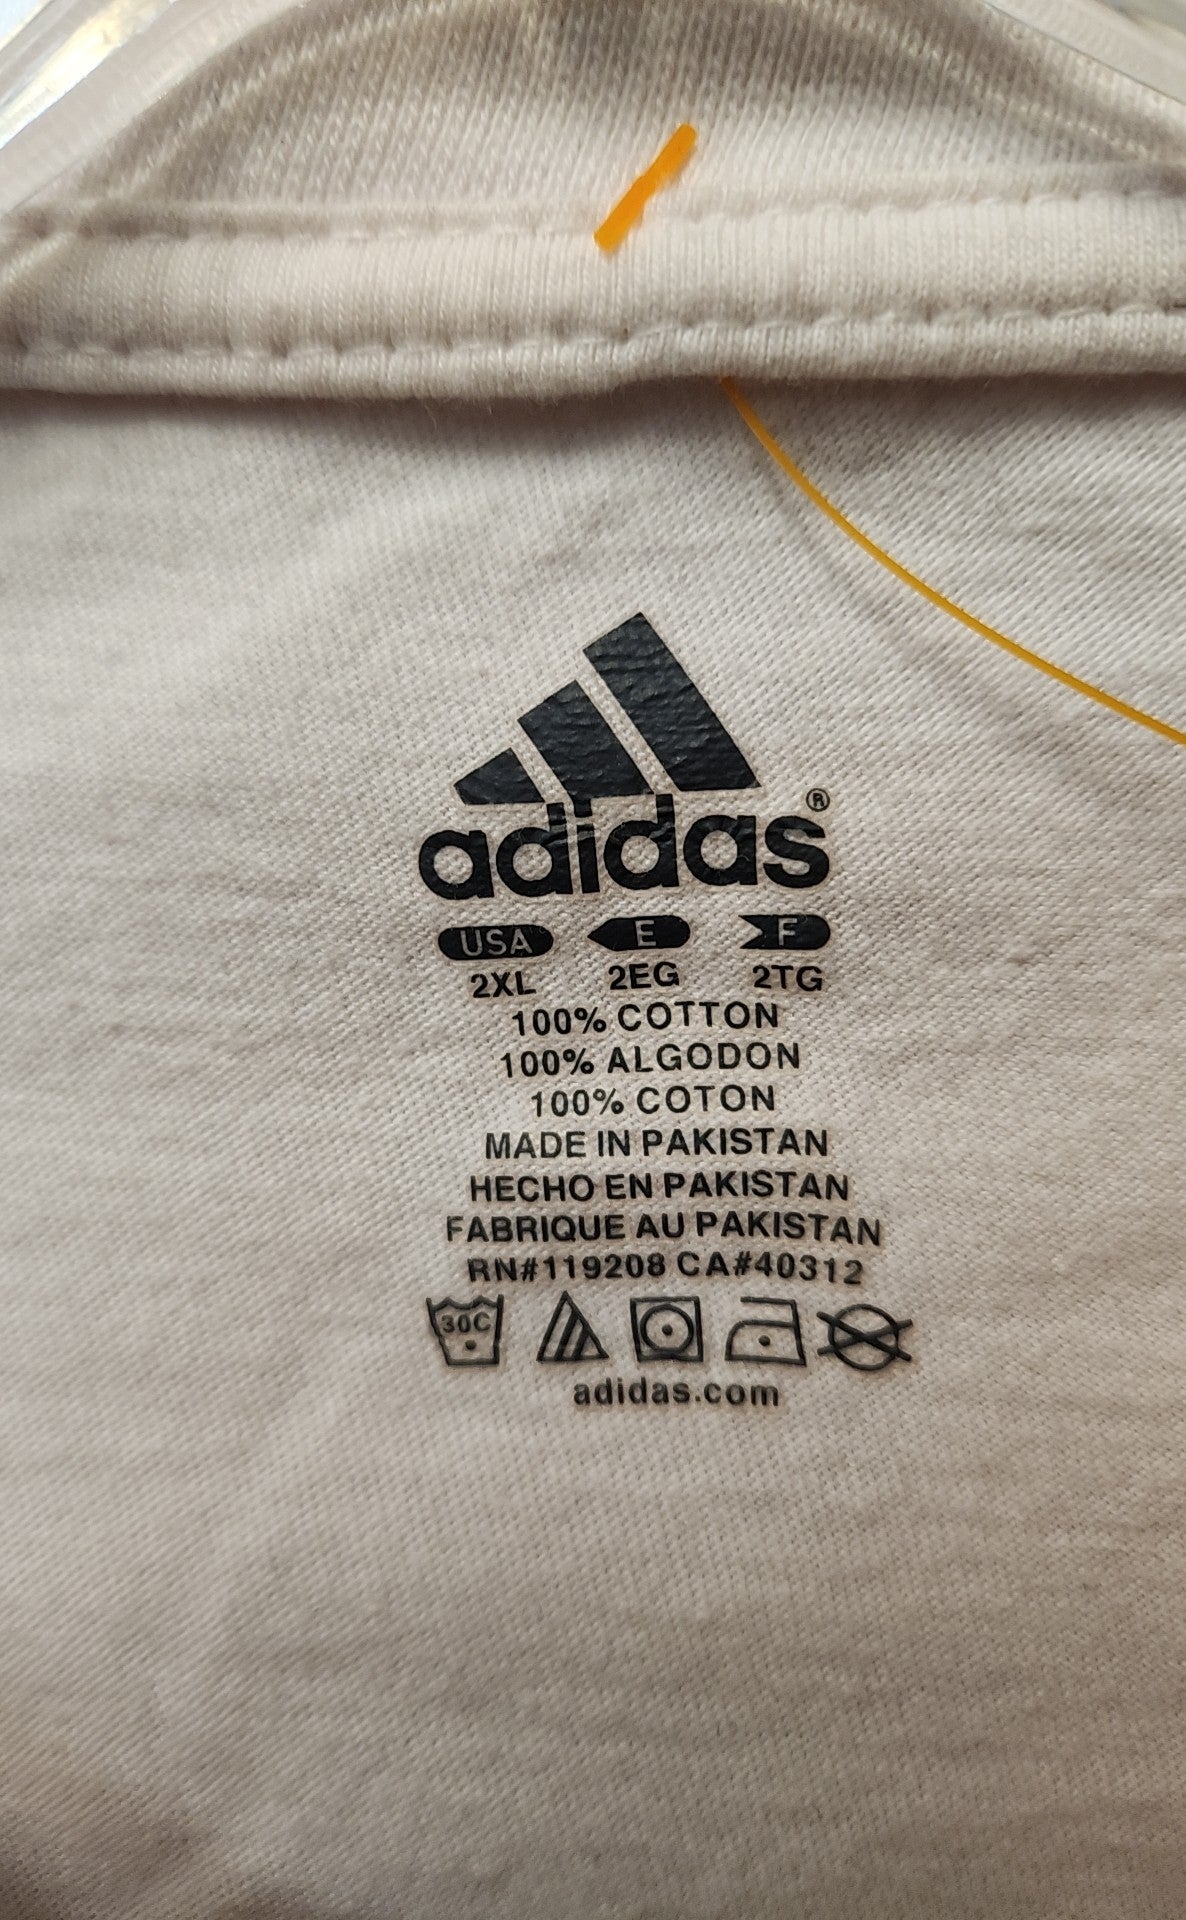 adidas®
USA E F
2XL 2EG 2TG
100% COTTON
100% ALGODON
100% COTON
MADE IN PAKISTAN
HECHO EN PAKISTAN
FABRIQUE AU PAKISTAN
RN#119208 CA#40312
30C
adidas.com